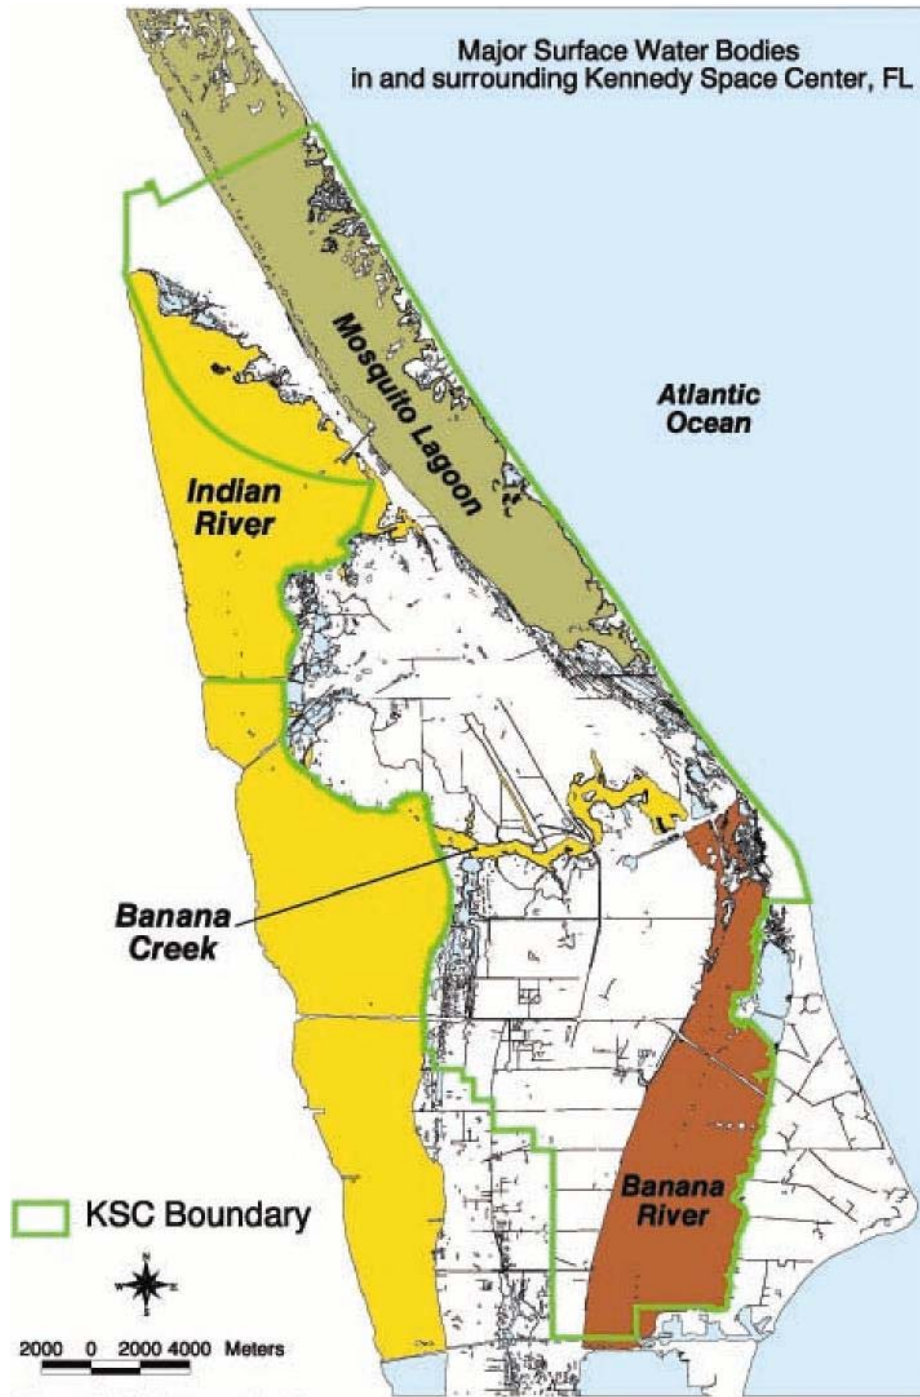 Major Surface Water Bodies
in and surrounding Kennedy Space Center, FL
Mosquito Lagoon
Atlantic
Ocean
Indian
River
Banana
Creek
Banana
River
KSC Boundary
N
W E
S
2000 0 2000 4000 Meters